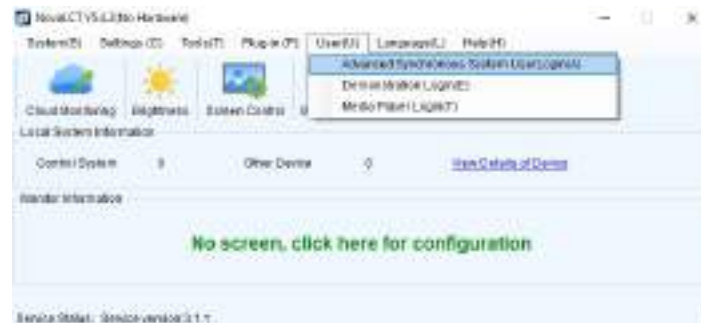 NovaLCT V5.4.3(No Hardware)
System(S) Settings (C) Tools(T) Plug-in (P) User(U) Language(L) Help(H)
Advanced Synchronous System User Login(A)
Demonstration Login(E)
Media Player Login(T)
Cloud Monitoring Brightness Screen Control
Local System Information
Control System 0 Other Device 0 View Details of Device
Monitor Information
No screen, click here for configuration
Service Status: Service version:3.1